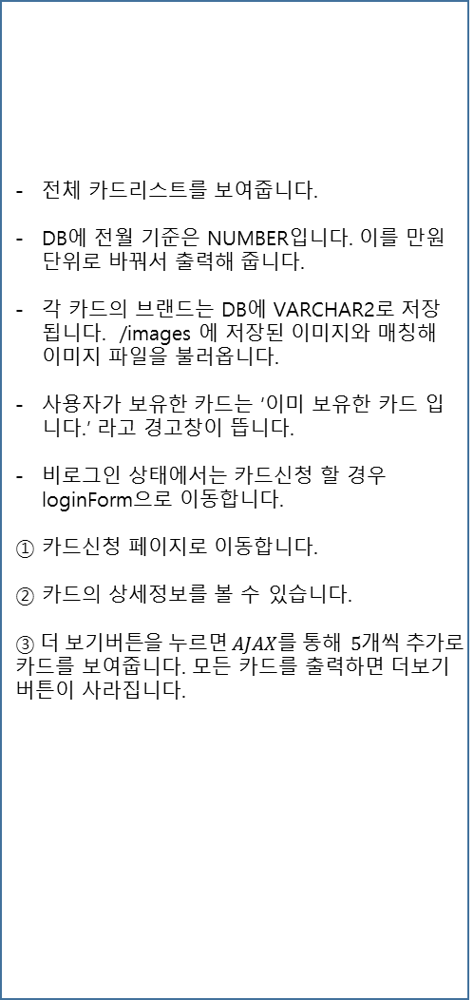 - 전체 카드리스트를 보여줍니다.
- DB에 전월 기준은 NUMBER입니다. 이를 만원
단위로 바꿔서 출력해 줍니다.
- 각 카드의 브랜드는 DB에 VARCHAR2로 저장
됩니다. /images 에 저장된 이미지와 매칭해
이미지 파일을 불러옵니다.
- 사용자가 보유한 카드는 ‘이미 보유한 카드 입
니다.’ 라고 경고창이 뜹니다.
- 비로그인 상태에서는 카드신청 할 경우
loginForm으로 이동합니다.
① 카드신청 페이지로 이동합니다.
② 카드의 상세정보를 볼 수 있습니다.
③ 더 보기버튼을 누르면 AJAX를 통해 5개씩 추가로
카드를 보여줍니다. 모든 카드를 출력하면 더보기
버튼이 사라집니다.